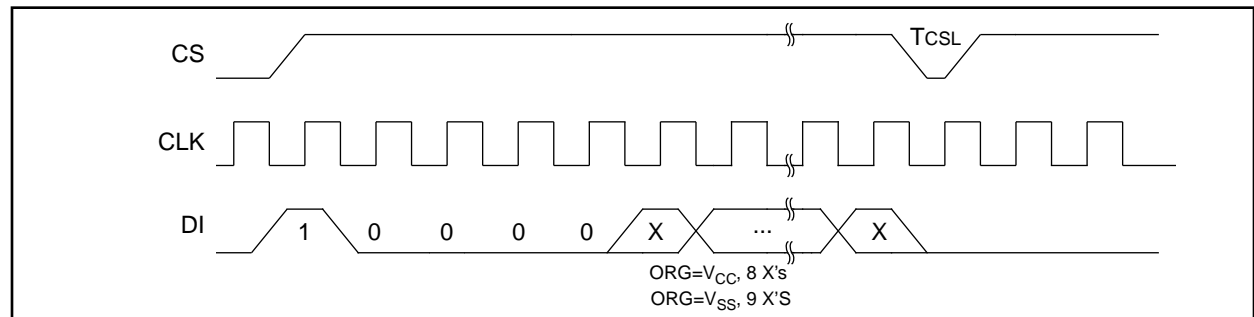 TCSL
CS
CLK
DI
1 0 0 0 0 X ... X
ORG=VCC, 8 X's
ORG=VSS, 9 X'S